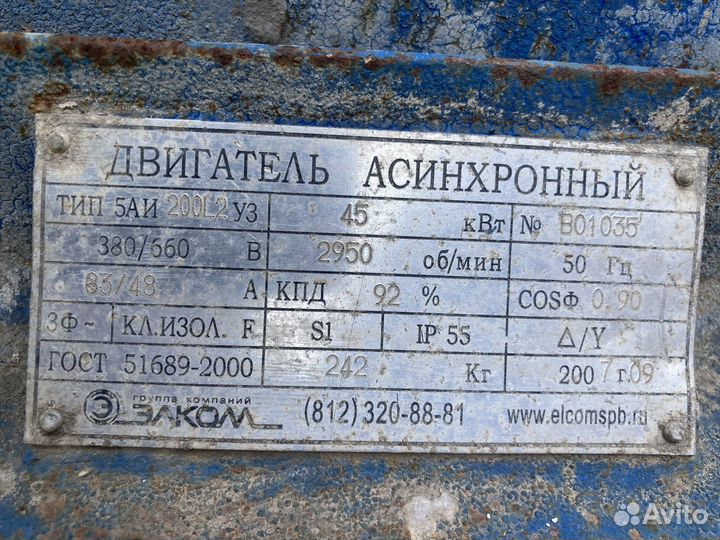 ДВИГАТЕЛЬ АСИНХРОННЫЙ
ТИП 5АИ 200L2 У3 45 кВт № В01035
380/660 В 2950 об/мин 50 Гц
83/48 А КПД 92 % COSФ 0.90
3Ф~ КЛ.ИЗОЛ. F S1 IP 55 Δ/Y
ГОСТ 51689-2000 242 Кг 2007 г.09
группа компаний
ЭЛКОМ (812) 320-88-81 www.elcomspb.ru
Avito